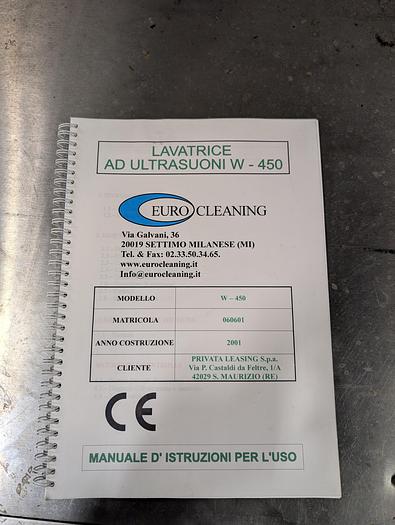 LAVATRICE
AD ULTRASUONI W - 450
EURO CLEANING
Via Galvani, 36
20019 SETTIMO MILANESE (MI)
Tel. & Fax: 02.33.50.34.65.
www.eurocleaning.it
Info@eurocleaning.it
MODELLO W – 450
MATRICOLA 060601
ANNO COSTRUZIONE 2001
CLIENTE PRIVATA LEASING S.p.a.
Via P. Castaldi da Feltre, 1/A
42029 S. MAURIZIO (RE)
CE
MANUALE D' ISTRUZIONI PER L'USO